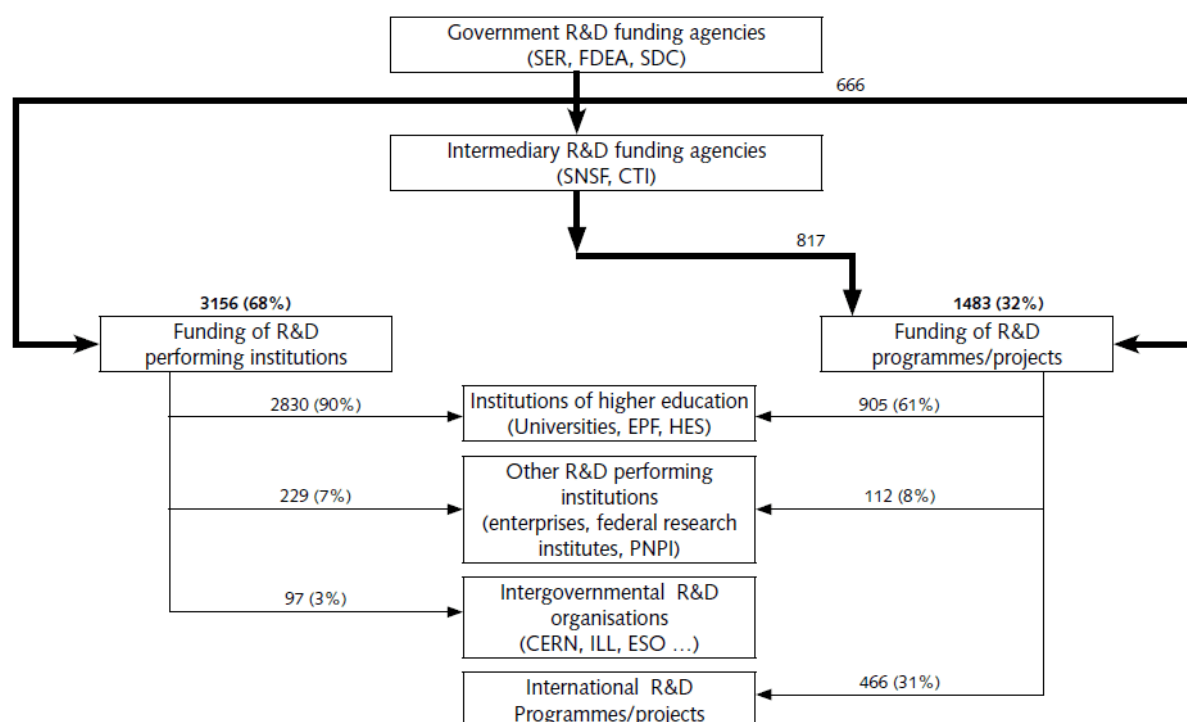 Government R&D funding agencies
(SER, FDEA, SDC)
666
Intermediary R&D funding agencies
(SNSF, CTI)
817
3156 (68%)
Funding of R&D
performing institutions
1483 (32%)
Funding of R&D
programmes/projects
2830 (90%)
Institutions of higher education
(Universities, EPF, HES)
905 (61%)
229 (7%)
Other R&D performing
institutions
(enterprises, federal research
institutes, PNPI)
112 (8%)
97 (3%)
Intergovernmental R&D
organisations
(CERN, ILL, ESO ...)
International R&D
Programmes/projects
466 (31%)